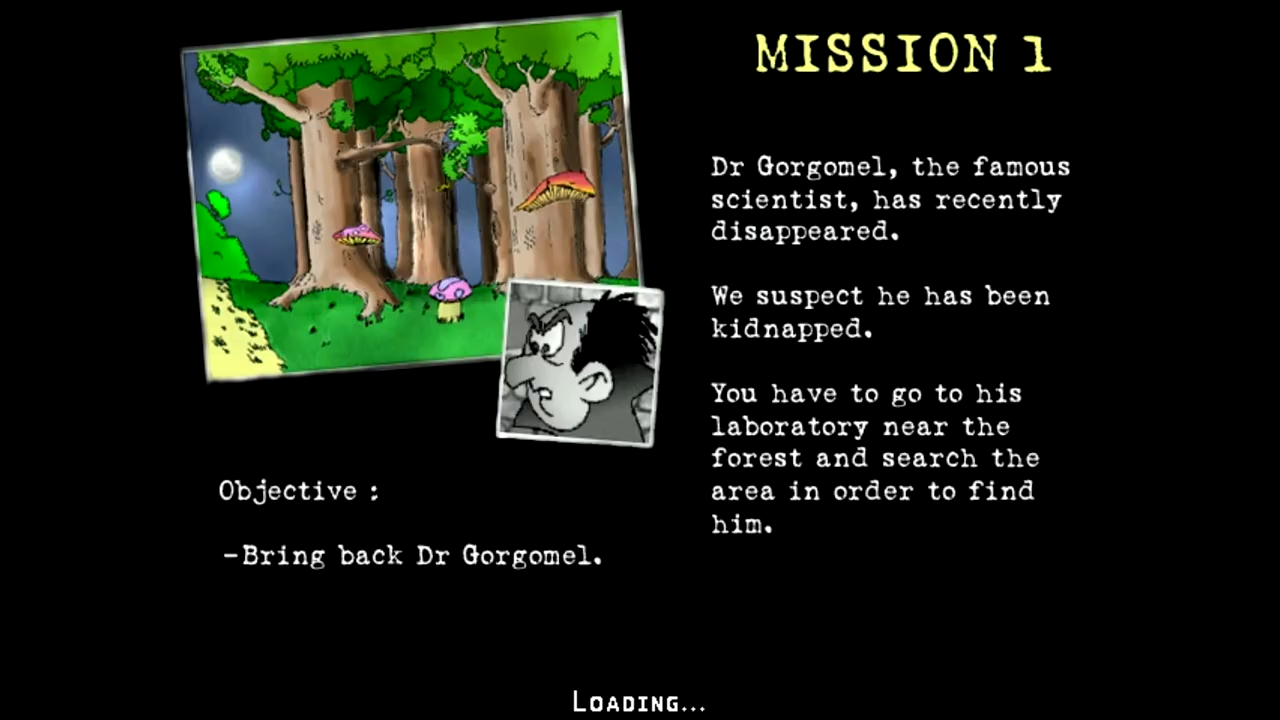 MISSION 1
Dr Gorgomel, the famous
scientist, has recently
disappeared.
We suspect he has been
kidnapped.
You have to go to his
laboratory near the
forest and search the
area in order to find
him.
Objective :
-Bring back Dr Gorgomel.
LOADING...